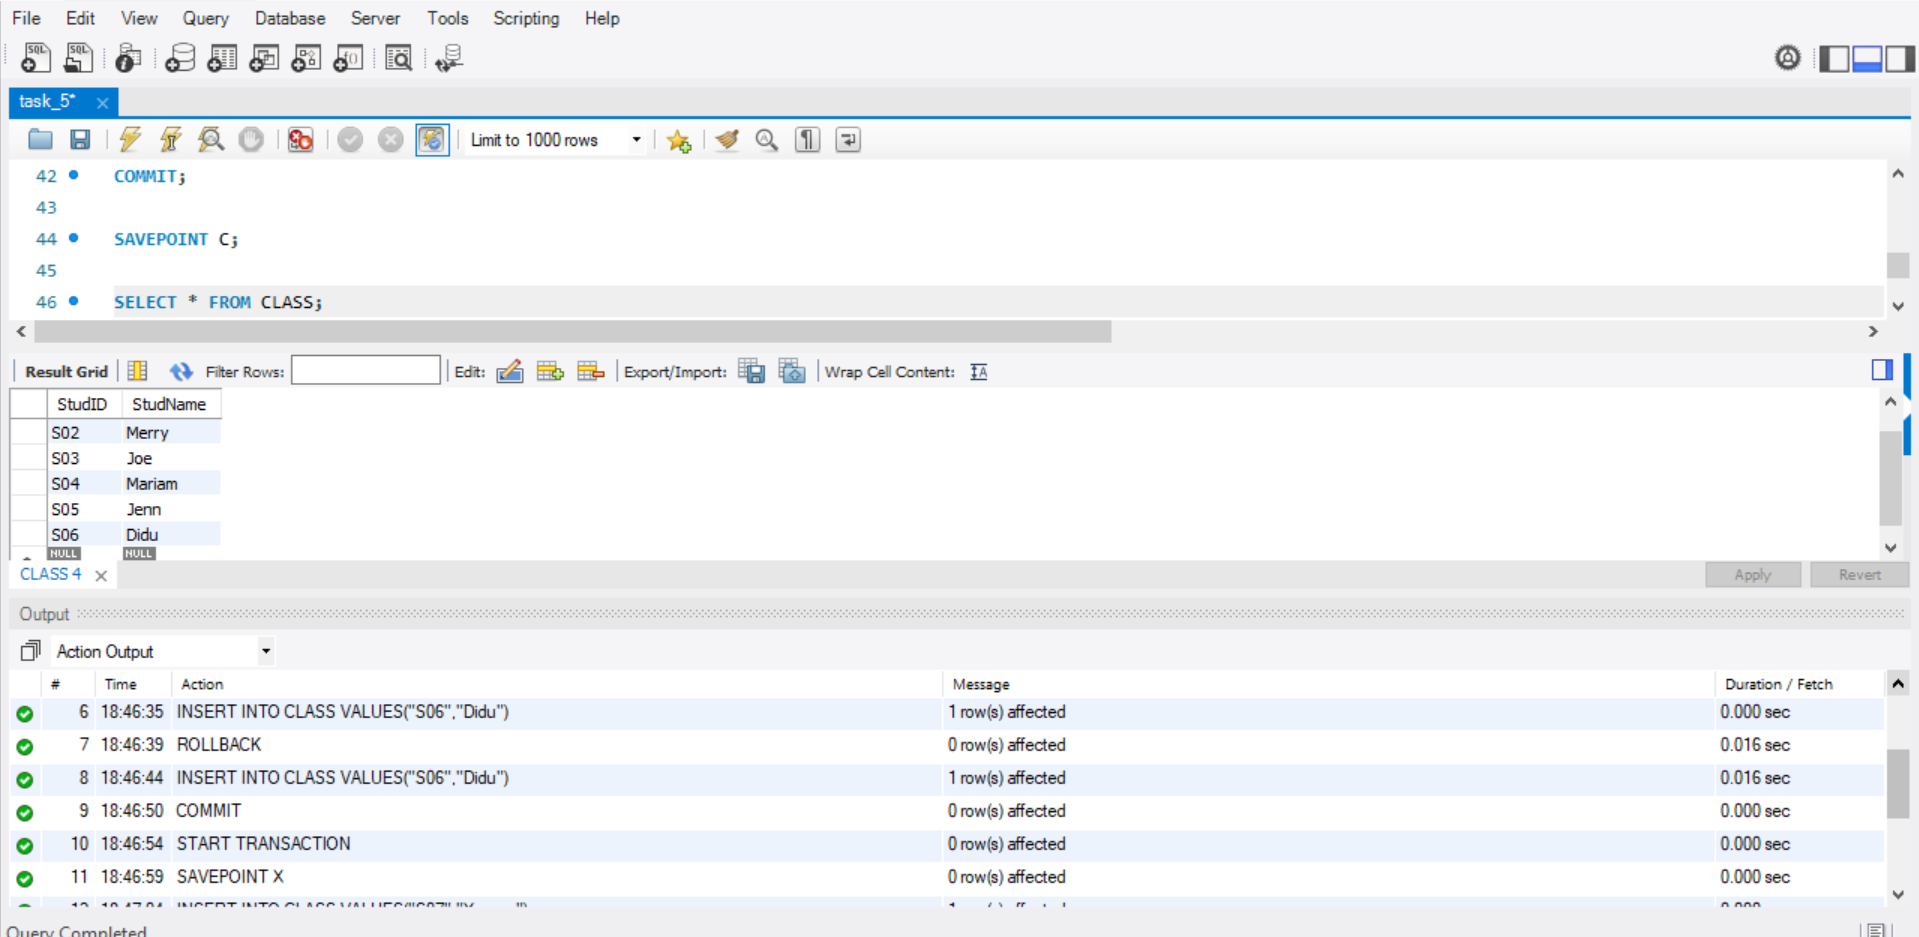 File Edit View Query Database Server Tools Scripting Help
task_5*
Limit to 1000 rows
42 COMMIT;
43
44 SAVEPOINT C;
45
46 SELECT * FROM CLASS;
Result Grid Filter Rows: Edit: Export/Import: Wrap Cell Content:
StudID StudName
S02 Merry
S03 Joe
S04 Mariam
S05 Jenn
S06 Didu
NULL NULL
CLASS 4
Apply Revert
Output
Action Output
# Time Action Message Duration / Fetch
6 18:46:35 INSERT INTO CLASS VALUES("S06","Didu") 1 row(s) affected 0.000 sec
7 18:46:39 ROLLBACK 0 row(s) affected 0.016 sec
8 18:46:44 INSERT INTO CLASS VALUES("S06","Didu") 1 row(s) affected 0.016 sec
9 18:46:50 COMMIT 0 row(s) affected 0.000 sec
10 18:46:54 START TRANSACTION 0 row(s) affected 0.000 sec
11 18:46:59 SAVEPOINT X 0 row(s) affected 0.000 sec
INSERT INTO CLASS
Query Completed